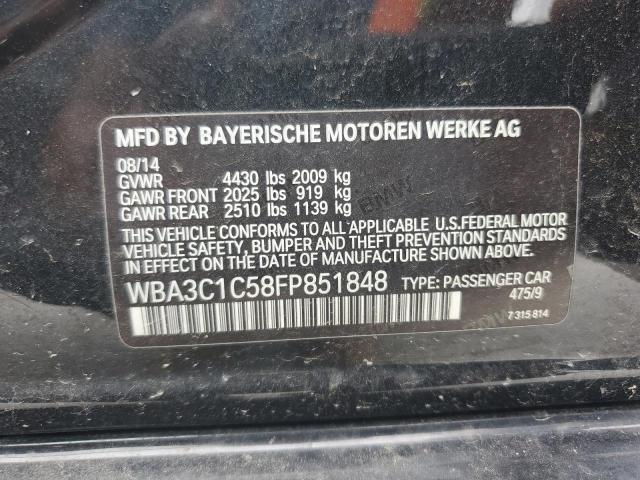 MFD BY BAYERISCHE MOTOREN WERKE AG
08/14
GVWR 4430 lbs 2009 kg
GAWR FRONT 2025 lbs 919 kg
GAWR REAR 2510 lbs 1139 kg
THIS VEHICLE CONFORMS TO ALL APPLICABLE U.S.FEDERAL MOTOR
VEHICLE SAFETY, BUMPER AND THEFT PREVENTION STANDARDS
IN EFFECT ON THE DATE OF MANUFACTURE SHOWN ABOVE.
WBA3C1C58FP851848 TYPE: PASSENGER CAR
475/9
7 315 814